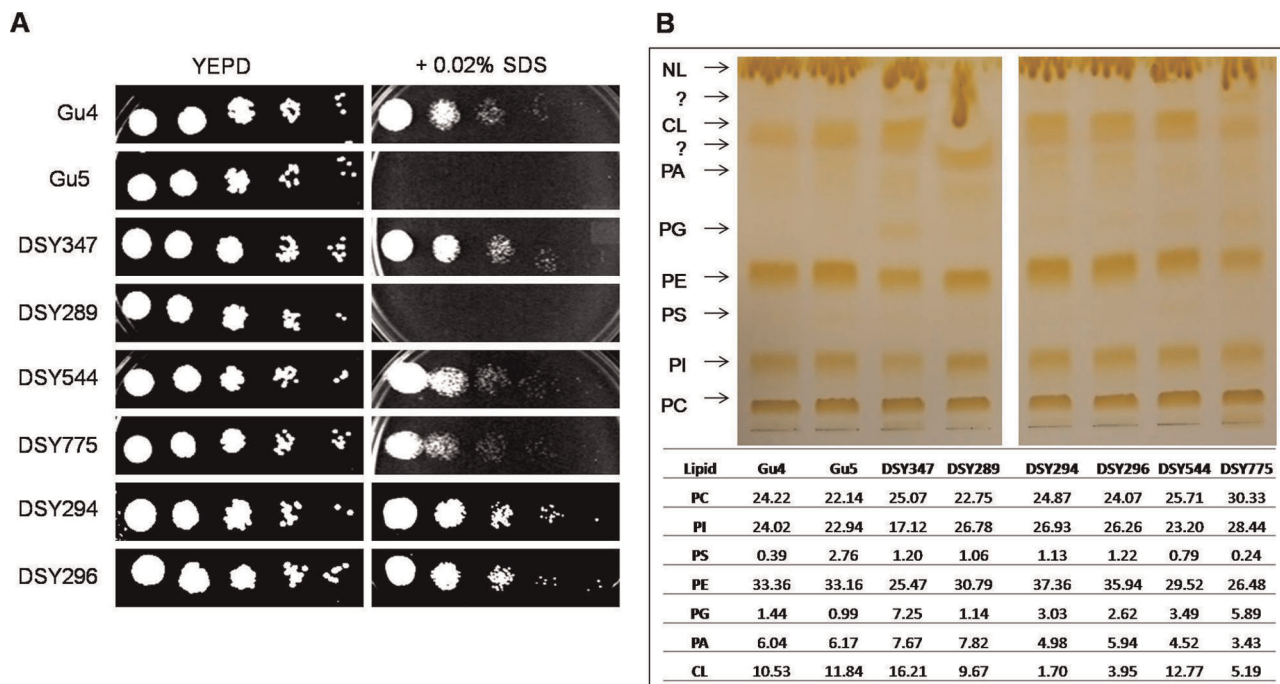 A
YEPD + 0.02% SDS
Gu4
Gu5
DSY347
DSY289
DSY544
DSY775
DSY294
DSY296
B
NL
?
CL
?
PA
PG
PE
PS
PI
PC
Lipid Gu4 Gu5 DSY347 DSY289 DSY294 DSY296 DSY544 DSY775
PC 24.22 22.14 25.07 22.75 24.87 24.07 25.71 30.33
PI 24.02 22.94 17.12 26.78 26.93 26.26 23.20 28.44
PS 0.39 2.76 1.20 1.06 1.13 1.22 0.79 0.24
PE 33.36 33.16 25.47 30.79 37.36 35.94 29.52 26.48
PG 1.44 0.99 7.25 1.14 3.03 2.62 3.49 5.89
PA 6.04 6.17 7.67 7.82 4.98 5.94 4.52 3.43
CL 10.53 11.84 16.21 9.67 1.70 3.95 12.77 5.19